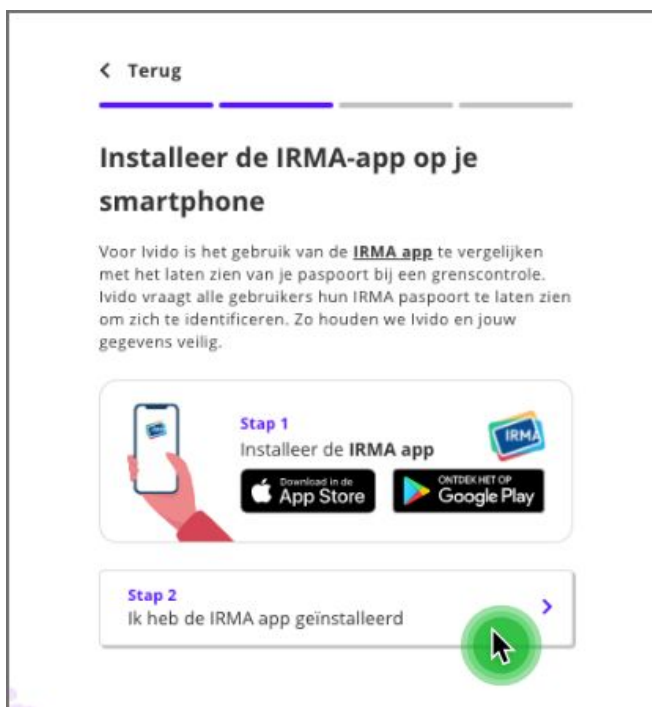 Terug
Installeer de IRMA-app op je
smartphone
Voor Ivido is het gebruik van de IRMA app te vergelijken
met het laten zien van je paspoort bij een grenscontrole.
Ivido vraagt alle gebruikers hun IRMA paspoort te laten zien
om zich te identificeren. Zo houden we Ivido en jouw
gegevens veilig.
Stap 1
Installeer de IRMA app
IRMA
Download in de
App Store
ONTDEK HET OP
Google Play
Stap 2
Ik heb de IRMA app geïnstalleerd